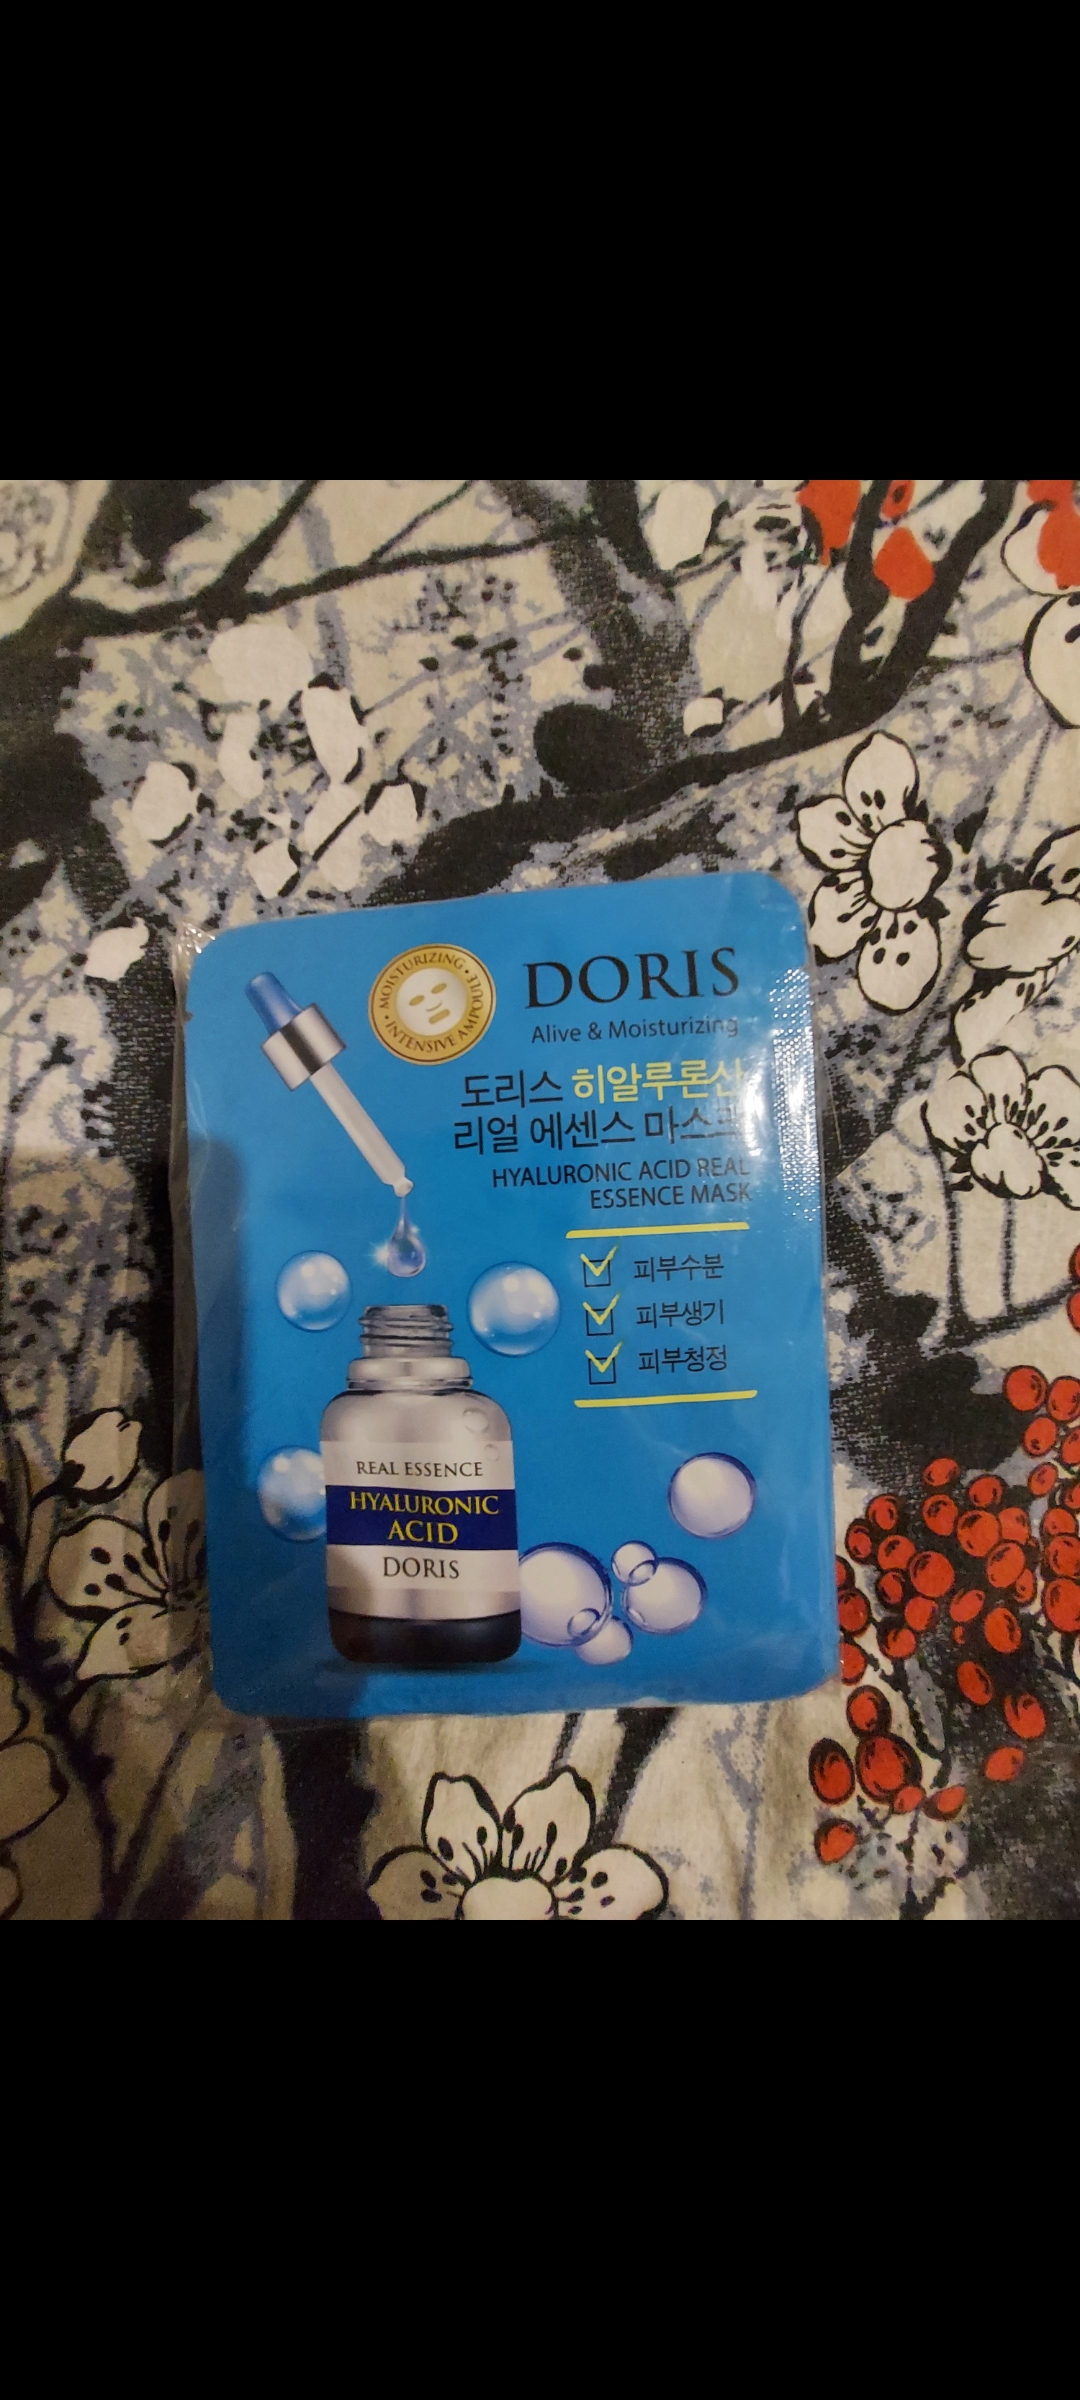 MOISTURIZING • INTENSIVE AMPOULE •
DORIS
Alive & Moisturizing
도리스 히알루론산
리얼 에센스 마스크
HYALURONIC ACID REAL
ESSENCE MASK
피부수분
피부생기
피부청정
REAL ESSENCE
HYALURONIC
ACID
DORIS